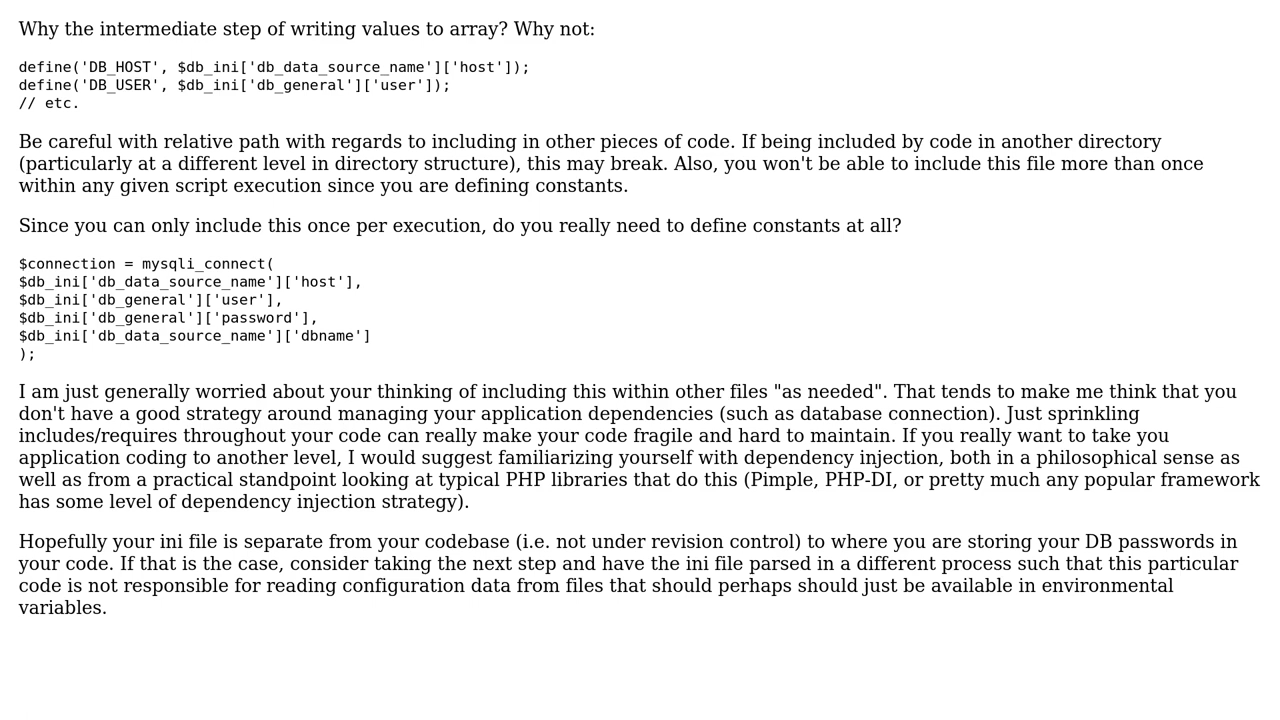 Why the intermediate step of writing values to array? Why not:
define('DB_HOST', $db_ini['db_data_source_name']['host']);
define('DB_USER', $db_ini['db_general']['user']);
// etc.
Be careful with relative path with regards to including in other pieces of code. If being included by code in another directory
(particularly at a different level in directory structure), this may break. Also, you won't be able to include this file more than once
within any given script execution since you are defining constants.
Since you can only include this once per execution, do you really need to define constants at all?
$connection = mysqli_connect(
$db_ini['db_data_source_name']['host'],
$db_ini['db_general']['user'],
$db_ini['db_general']['password'],
$db_ini['db_data_source_name']['dbname']
);
I am just generally worried about your thinking of including this within other files "as needed". That tends to make me think that you
don't have a good strategy around managing your application dependencies (such as database connection). Just sprinkling
includes/requires throughout your code can really make your code fragile and hard to maintain. If you really want to take you
application coding to another level, I would suggest familiarizing yourself with dependency injection, both in a philosophical sense as
well as from a practical standpoint looking at typical PHP libraries that do this (Pimple, PHP-DI, or pretty much any popular framework
has some level of dependency injection strategy).
Hopefully your ini file is separate from your codebase (i.e. not under revision control) to where you are storing your DB passwords in
your code. If that is the case, consider taking the next step and have the ini file parsed in a different process such that this particular
code is not responsible for reading configuration data from files that should perhaps should just be available in environmental
variables.